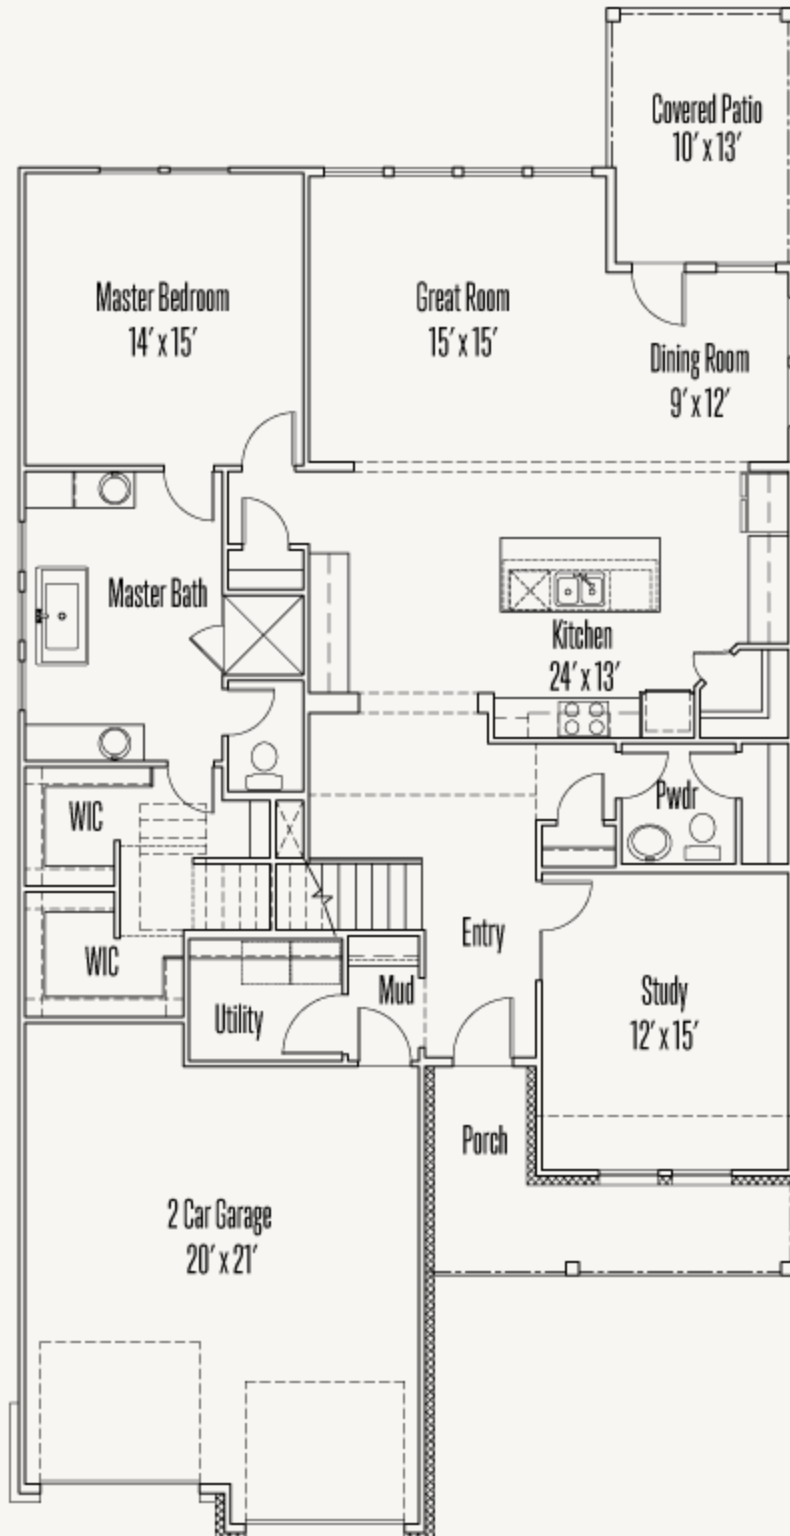 Covered Patio
10' x 13'
Master Bedroom
14' x 15'
Great Room
15' x 15'
Dining Room
9' x 12'
Master Bath
Kitchen
24' x 13'
WIC
Pwdr
WIC
Entry
Utility
Mud
Study
12' x 15'
Porch
2 Car Garage
20' x 21'